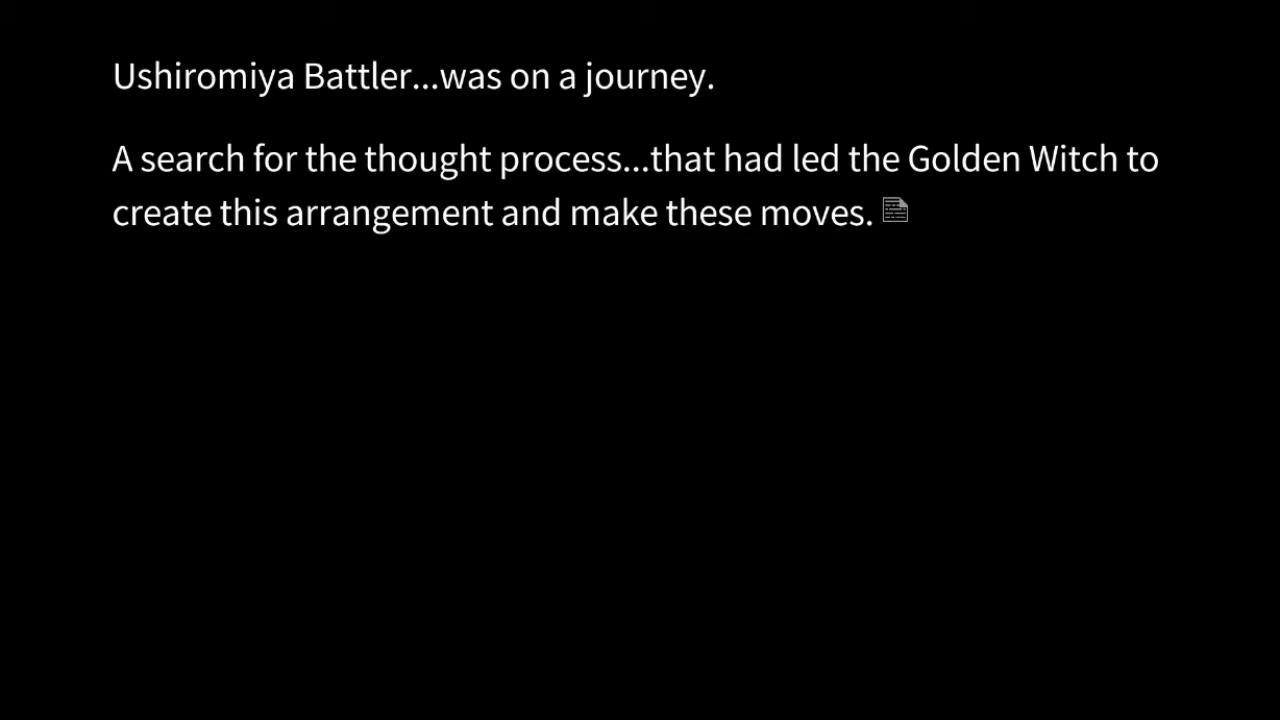 Ushiromiya Battler...was on a journey.
A search for the thought process...that had led the Golden Witch to
create this arrangement and make these moves.